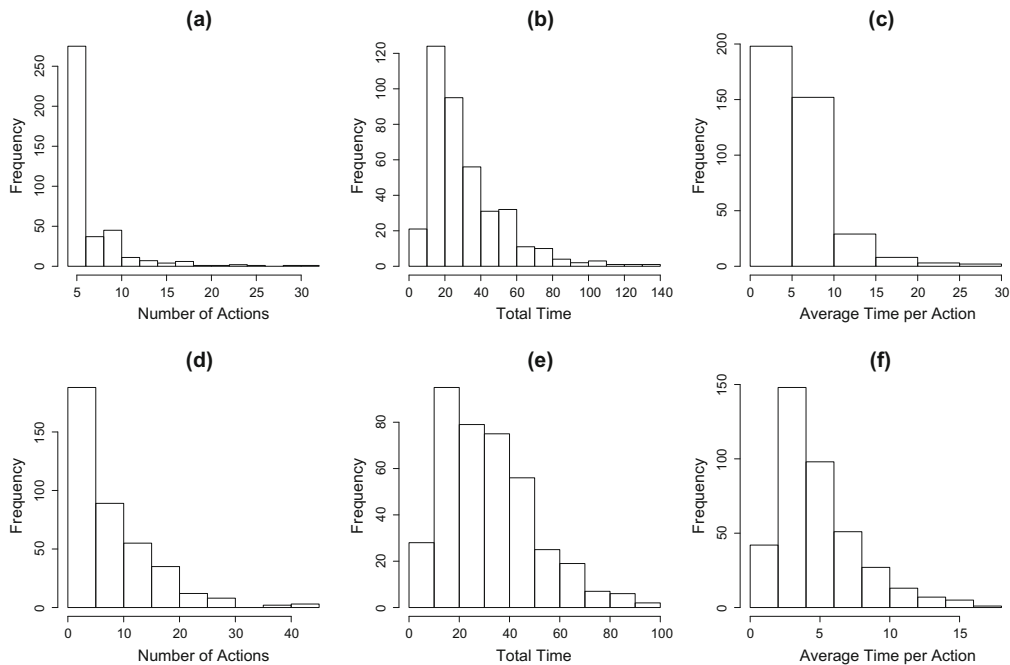 (a)
Frequency
250
200
150
100
50
0
5 10 15 20 25 30
Number of Actions
(b)
Frequency
120
100
80
60
40
20
0
0 20 40 60 80 100 120 140
Total Time
(c)
Frequency
200
150
100
50
0
0 5 10 15 20 25 30
Average Time per Action
(d)
Frequency
150
100
50
0
0 10 20 30 40
Number of Actions
(e)
Frequency
80
60
40
20
0
0 20 40 60 80 100
Total Time
(f)
Frequency
150
100
50
0
0 5 10 15
Average Time per Action